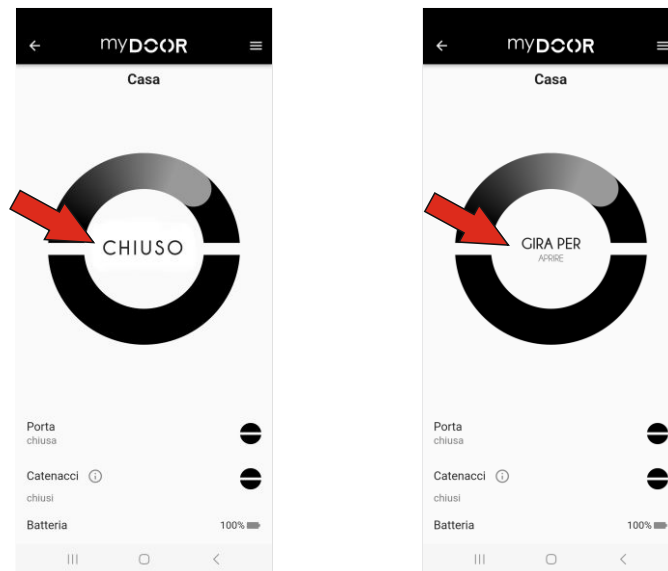 myDOOR
Casa
CHIUSO
Porta
chiusa
Catenacci
chiusi
Batteria
100%
myDOOR
Casa
GIRA PER
APRIRE
Porta
chiusa
Catenacci
chiusi
Batteria
100%